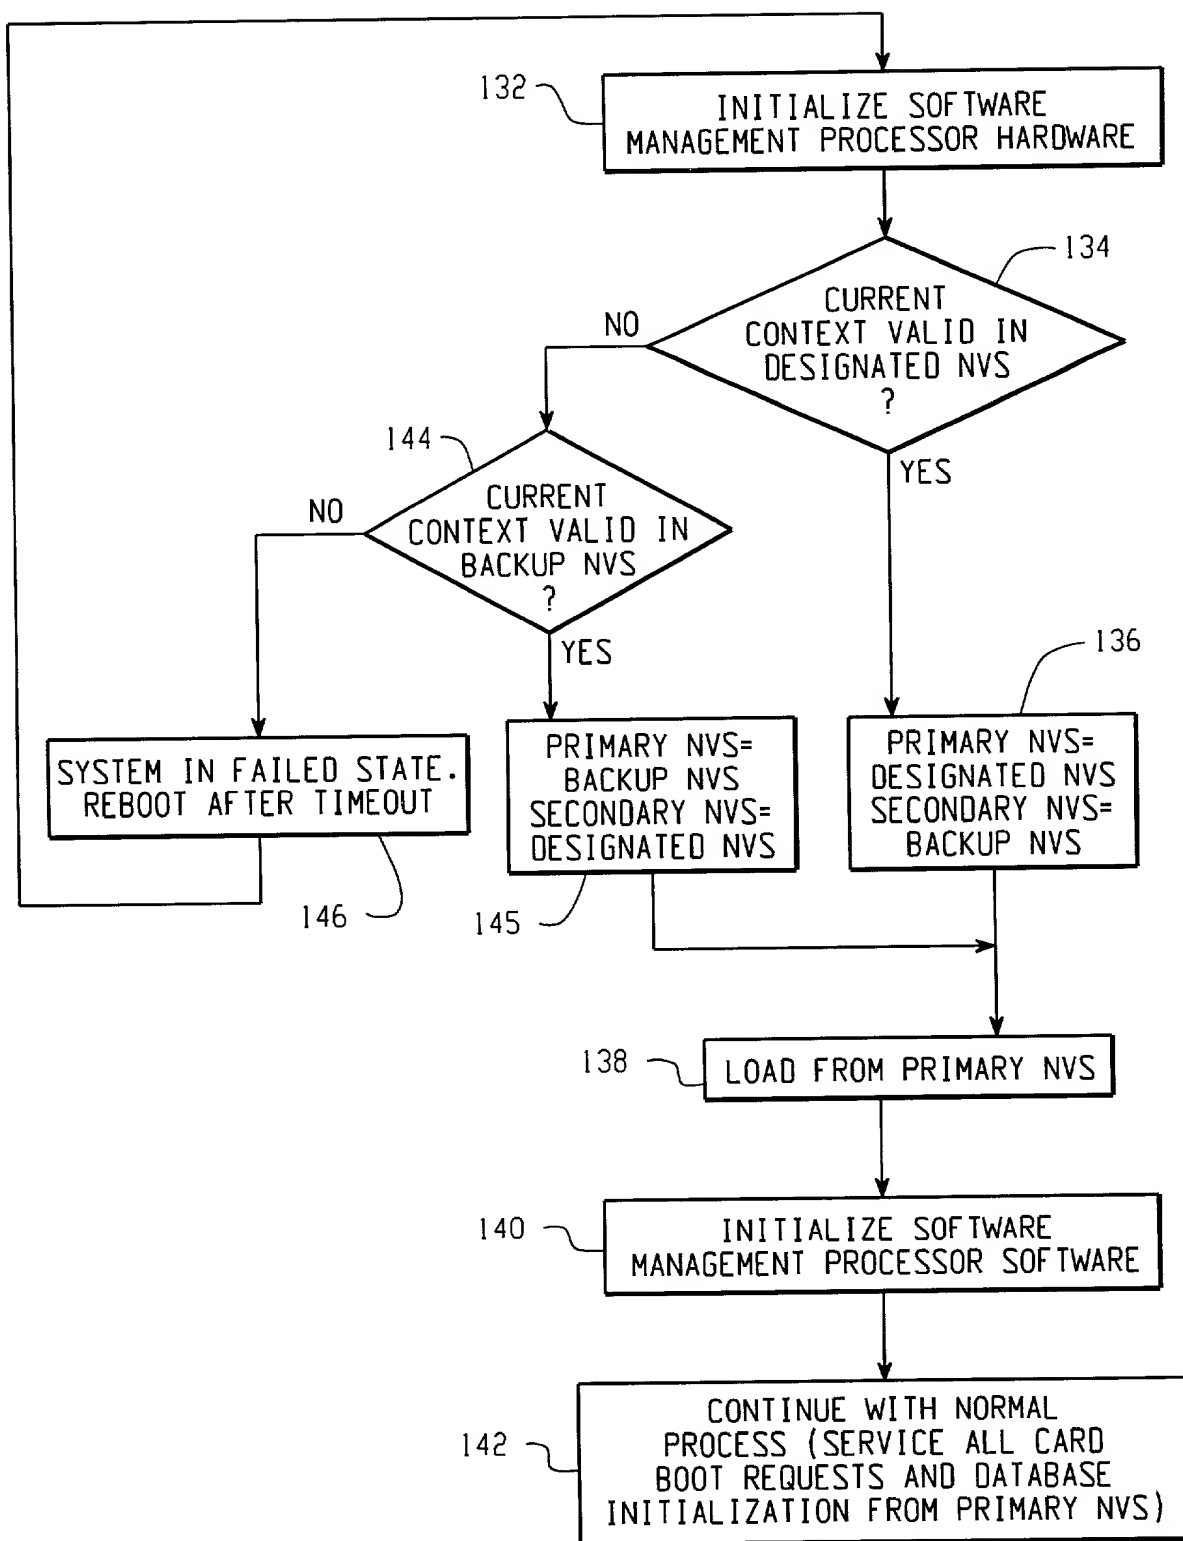 132
INITIALIZE SOFTWARE
MANAGEMENT PROCESSOR HARDWARE
134
CURRENT
CONTEXT VALID IN
DESIGNATED NVS
?
NO
YES
144
CURRENT
CONTEXT VALID IN
BACKUP NVS
?
NO
YES
136
SYSTEM IN FAILED STATE.
REBOOT AFTER TIMEOUT
146
PRIMARY NVS=
BACKUP NVS
SECONDARY NVS=
DESIGNATED NVS
145
PRIMARY NVS=
DESIGNATED NVS
SECONDARY NVS=
BACKUP NVS
138
LOAD FROM PRIMARY NVS
140
INITIALIZE SOFTWARE
MANAGEMENT PROCESSOR SOFTWARE
142
CONTINUE WITH NORMAL
PROCESS (SERVICE ALL CARD
BOOT REQUESTS AND DATABASE
INITIALIZATION FROM PRIMARY NVS)